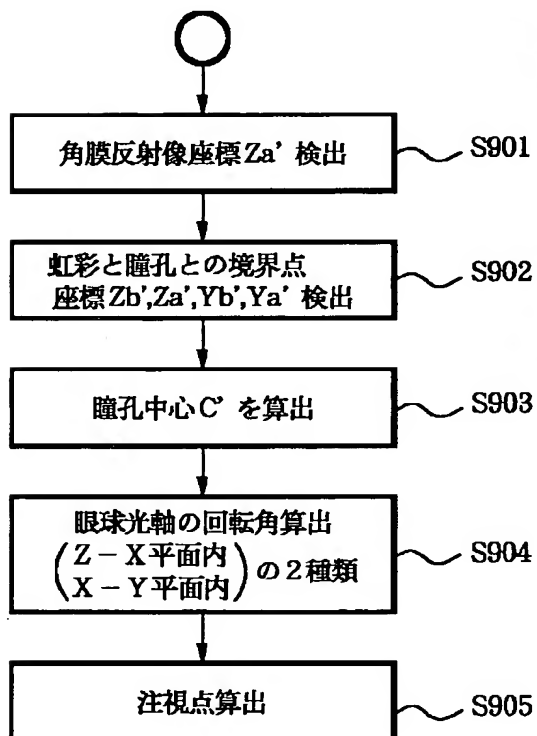 角膜反射像座標Za' 検出
S901
虹彩と瞳孔との境界点
座標Zb',Za',Yb',Ya' 検出
S902
瞳孔中心C' を算出
S903
眼球光軸の回転角算出
(Z－X平面内
X－Y平面内) の2種類
S904
注視点算出
S905